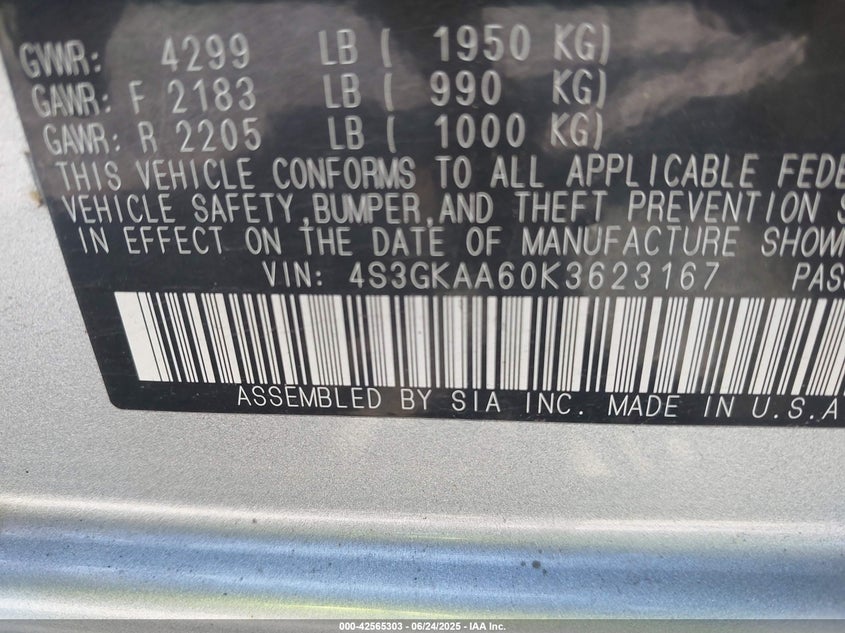 GVWR: 4299 LB ( 1950 KG)
GAWR: F 2183 LB ( 990 KG)
GAWR: R 2205 LB ( 1000 KG)
THIS VEHICLE CONFORMS TO ALL APPLICABLE FEDE
VEHICLE SAFETY,BUMPER,AND THEFT PREVENTION S
IN EFFECT ON THE DATE OF MANUFACTURE SHOW
VIN: 4S3GKAA60K3623167 PAS
ASSEMBLED BY SIA INC. MADE IN U.S.A
000-42565303 / 06/24/2025 - IAA Inc.